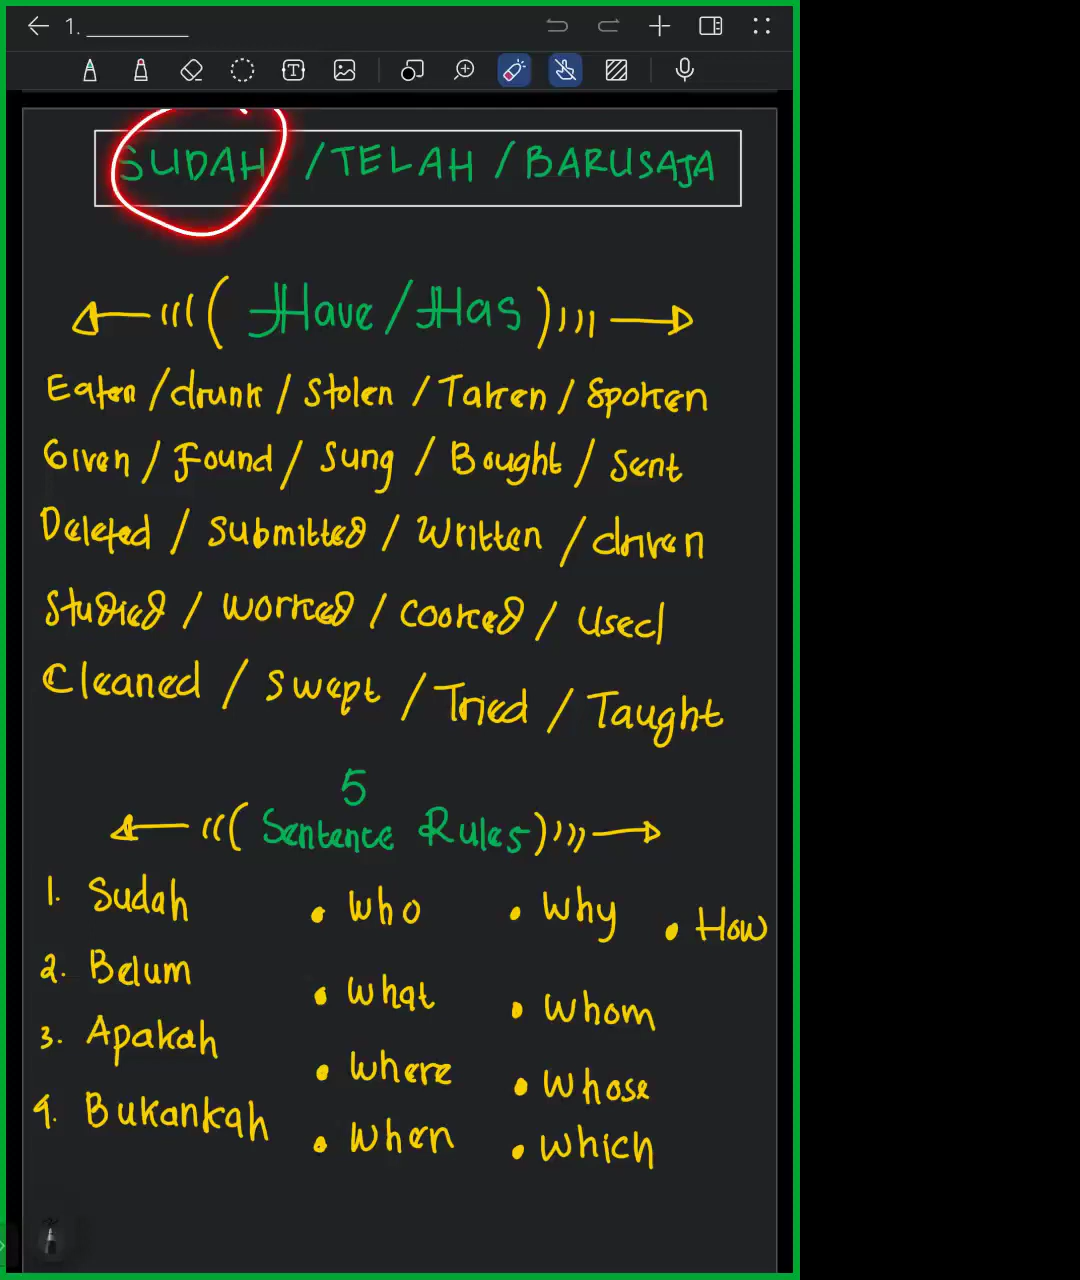 1. __________
SUDAH / TELAH / BARUSAJA
Have / Has
Eaten / drunk / Stolen / Taken / Spoken
Given / Found / Sung / Bought / Sent
Deleted / Submitted / Written / driven
Studied / Worked / Cooked / Used
Cleaned / Swept / Tried / Taught
5
Sentence Rules
1. Sudah
2. Belum
3. Apakah
4. Bukankah
• Who
• What
• Where
• When
• Why
• Whom
• Whose
• Which
• How